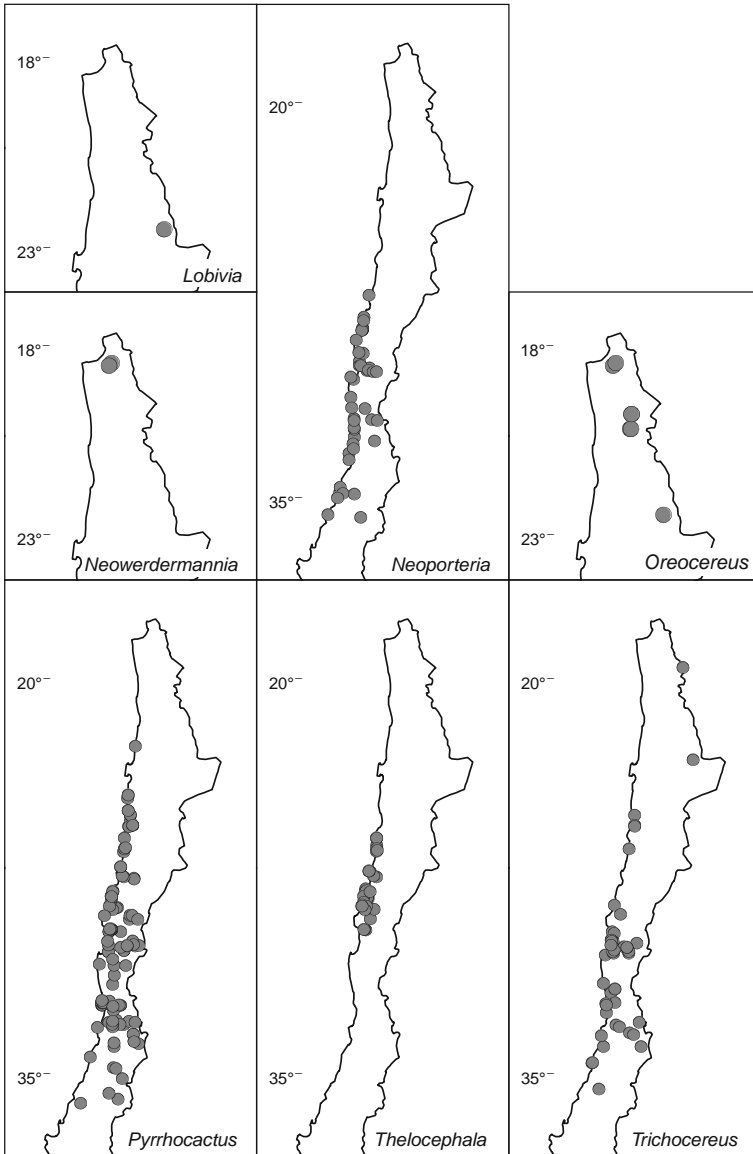 18°–
23°–
Lobivia
20°–
35°–
Neoporteria
18°–
23°–
Neowerdermannia
18°–
23°–
Oreocereus
20°–
35°–
Pyrrhocactus
20°–
35°–
Thelocephala
20°–
35°–
Trichocereus